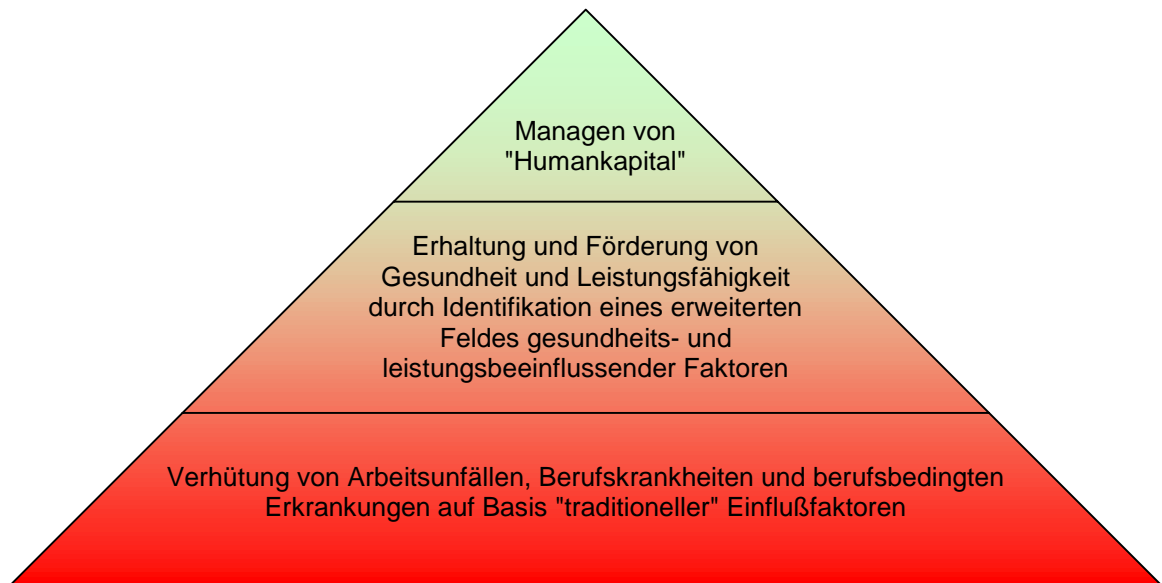 Managen von
"Humankapital"
Erhaltung und Förderung von
Gesundheit und Leistungsfähigkeit
durch Identifikation eines erweiterten
Feldes gesundheits- und
leistungsbeeinflussender Faktoren
Verhütung von Arbeitsunfällen, Berufskrankheiten und berufsbedingten
Erkrankungen auf Basis "traditioneller" Einflußfaktoren